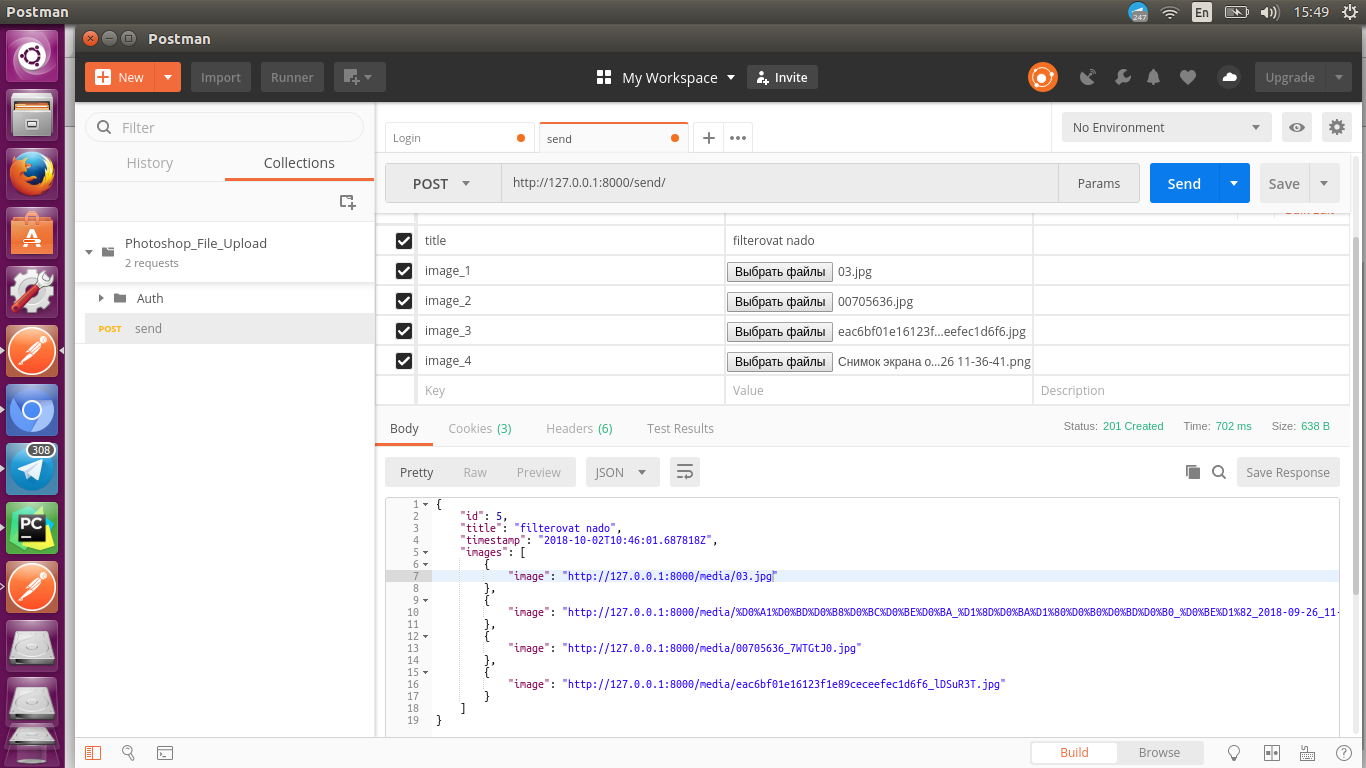 Postman
247
En
15:49
Postman
New
Import
Runner
My Workspace
Invite
Upgrade
Filter
History
Collections
Photoshop_File_Upload
2 requests
Auth
POST send
Login
send
No Environment
POST
http://127.0.0.1:8000/send/
Params
Send
Save
title
filterovat nado
image_1
Выбрать файлы 03.jpg
image_2
Выбрать файлы 00705636.jpg
image_3
Выбрать файлы eac6bf01e16123f...eefec1d6f6.jpg
image_4
Выбрать файлы Снимок экрана о...26 11-36-41.png
Key
Value
Description
Body
Cookies (3)
Headers (6)
Test Results
Status: 201 Created
Time: 702 ms
Size: 638 B
Pretty
Raw
Preview
JSON
Save Response
1 {
2 "id": 5,
3 "title": "filterovat nado",
4 "timestamp": "2018-10-02T10:46:01.687818Z",
5 "images": [
6 {
7 "image": "http://127.0.0.1:8000/media/03.jpg"
8 },
9 {
10 "image": "http://127.0.0.1:8000/media/%D0%A1%D0%BD%D0%B8%D0%BC%D0%BE%D0%BA_%D1%8D%D0%BA%D1%80%D0%B0%D0%BD%D0%B0_%D0%BE%D1%82_2018-09-26_11-
11 },
12 {
13 "image": "http://127.0.0.1:8000/media/00705636_7WTGtJ0.jpg"
14 },
15 {
16 "image": "http://127.0.0.1:8000/media/eac6bf01e16123f1e89ceceefec1d6f6_lDSuR3T.jpg"
17 }
18 ]
19 }
308
PC
Build
Browse